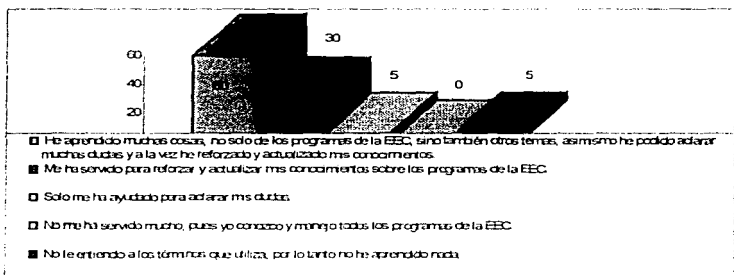 30
60
60
5
0
5
40
20
He aprendido muchas cosas, no solo de los programas de la EEC, sino también otros temas, asimismo he podido aclarar
muchas dudas y a la vez he reforzado y actualizado mis conocimientos.
Me ha servido para reforzar y actualizar mis conocimientos sobre los programas de la EEC.
Solo me ha ayudado para aclarar mis dudas.
No me ha servido mucho, pues yo conozco y manejo todos los programas de la EEC.
No le entiendo a los términos que utiliza, por lo tanto no he aprendido nada.